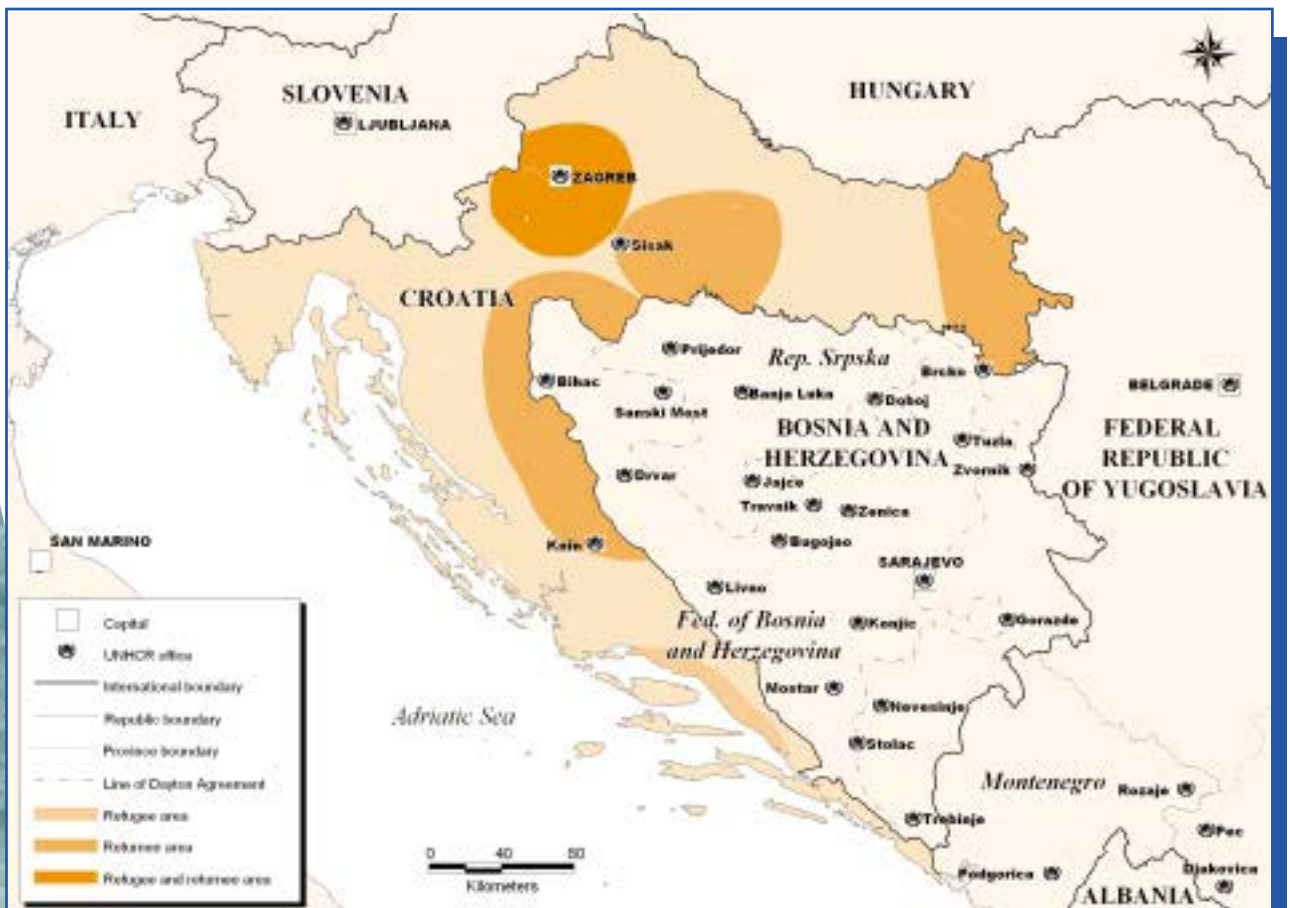 ITALY
SLOVENIA
LJUBLJANA
HUNGARY
ZAGREB
Sisak
CROATIA
Prijedor
Rep. Srpska
Bihac
Sanski Most
Banja Luka
Doboj
Brcko
BELGRADE
BOSNIA AND
HERZEGOVINA
Tuzla
Zvornik
FEDERAL
REPUBLIC
OF YUGOSLAVIA
Drvar
Jajce
Travnik
Zenica
Bugojno
SARAJEVO
SAN MARINO
Knin
Livno
Fed. of Bosnia
and Herzegovina
Konjic
Gorazde
Mostar
Nevesinje
Stolac
Adriatic Sea
Montenegro
Rozaje
Trebinje
Pec
Podgorica
Djakovica
ALBANIA
Capital
UNHCR office
International boundary
Republic boundary
Province boundary
Line of Dayton Agreement
Refugee area
Returnee area
Refugee and returnee area
0 40 80
Kilometers